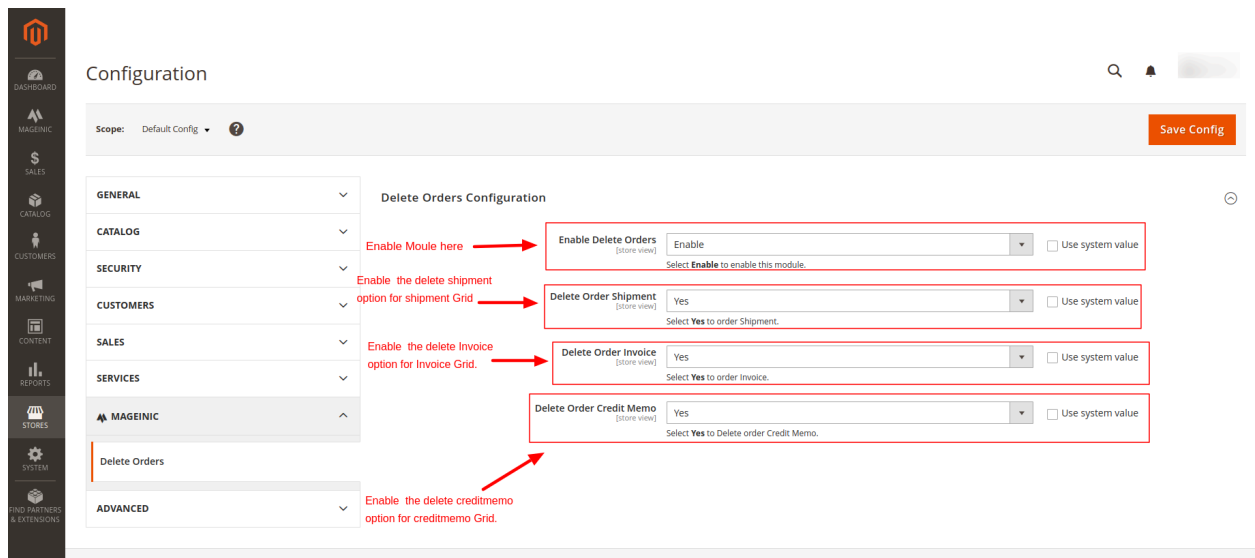 DASHBOARD
MAGEINIC
SALES
CATALOG
CUSTOMERS
MARKETING
CONTENT
REPORTS
STORES
SYSTEM
FIND PARTNERS
& EXTENSIONS
Configuration
Scope: Default Config ?
Save Config
GENERAL
CATALOG
SECURITY
CUSTOMERS
SALES
SERVICES
MAGEINIC
Delete Orders
ADVANCED
Delete Orders Configuration
Enable Moule here
Enable Delete Orders
[store view]
Enable
Use system value
Select Enable to enable this module.
Enable the delete shipment
option for shipment Grid
Delete Order Shipment
[store view]
Yes
Use system value
Select Yes to order Shipment.
Enable the delete Invoice
option for Invoice Grid.
Delete Order Invoice
[store view]
Yes
Use system value
Select Yes to order Invoice.
Delete Order Credit Memo
[store view]
Yes
Use system value
Select Yes to Delete order Credit Memo.
Enable the delete creditmemo
option for creditmemo Grid.